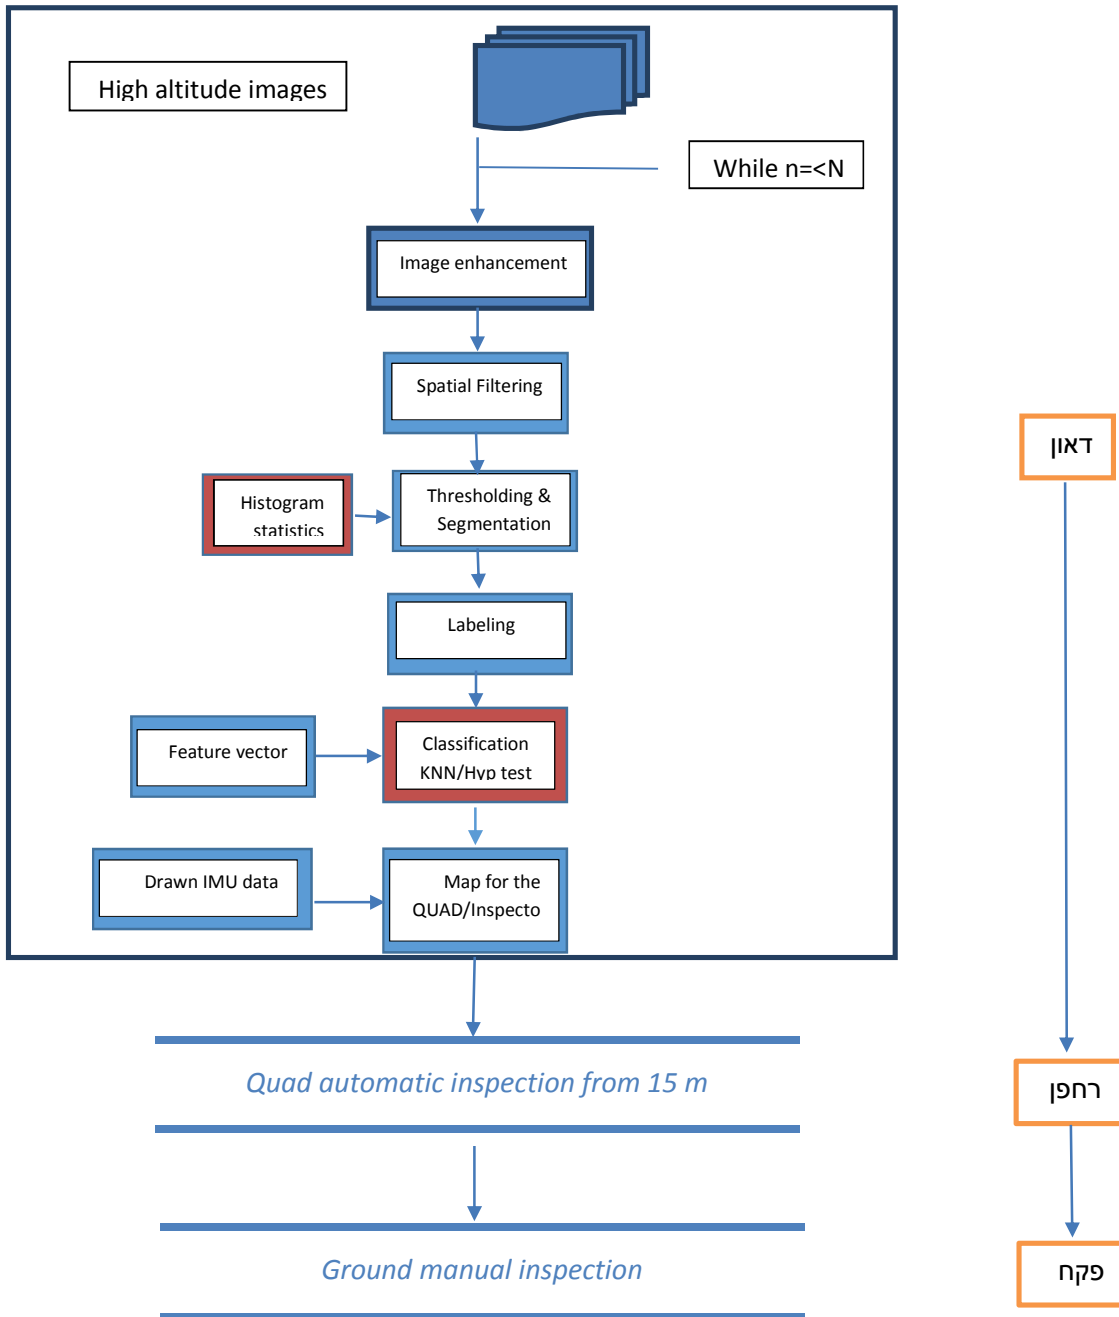 High altitude images
While n=<N
Image enhancement
Spatial Filtering
Histogram
statistics
Thresholding &
Segmentation
Labeling
Feature vector
Classification
KNN/Hyp test
Drawn IMU data
Map for the
QUAD/Inspecto
Quad automatic inspection from 15 m
Ground manual inspection
דאון
רחפן
פקח